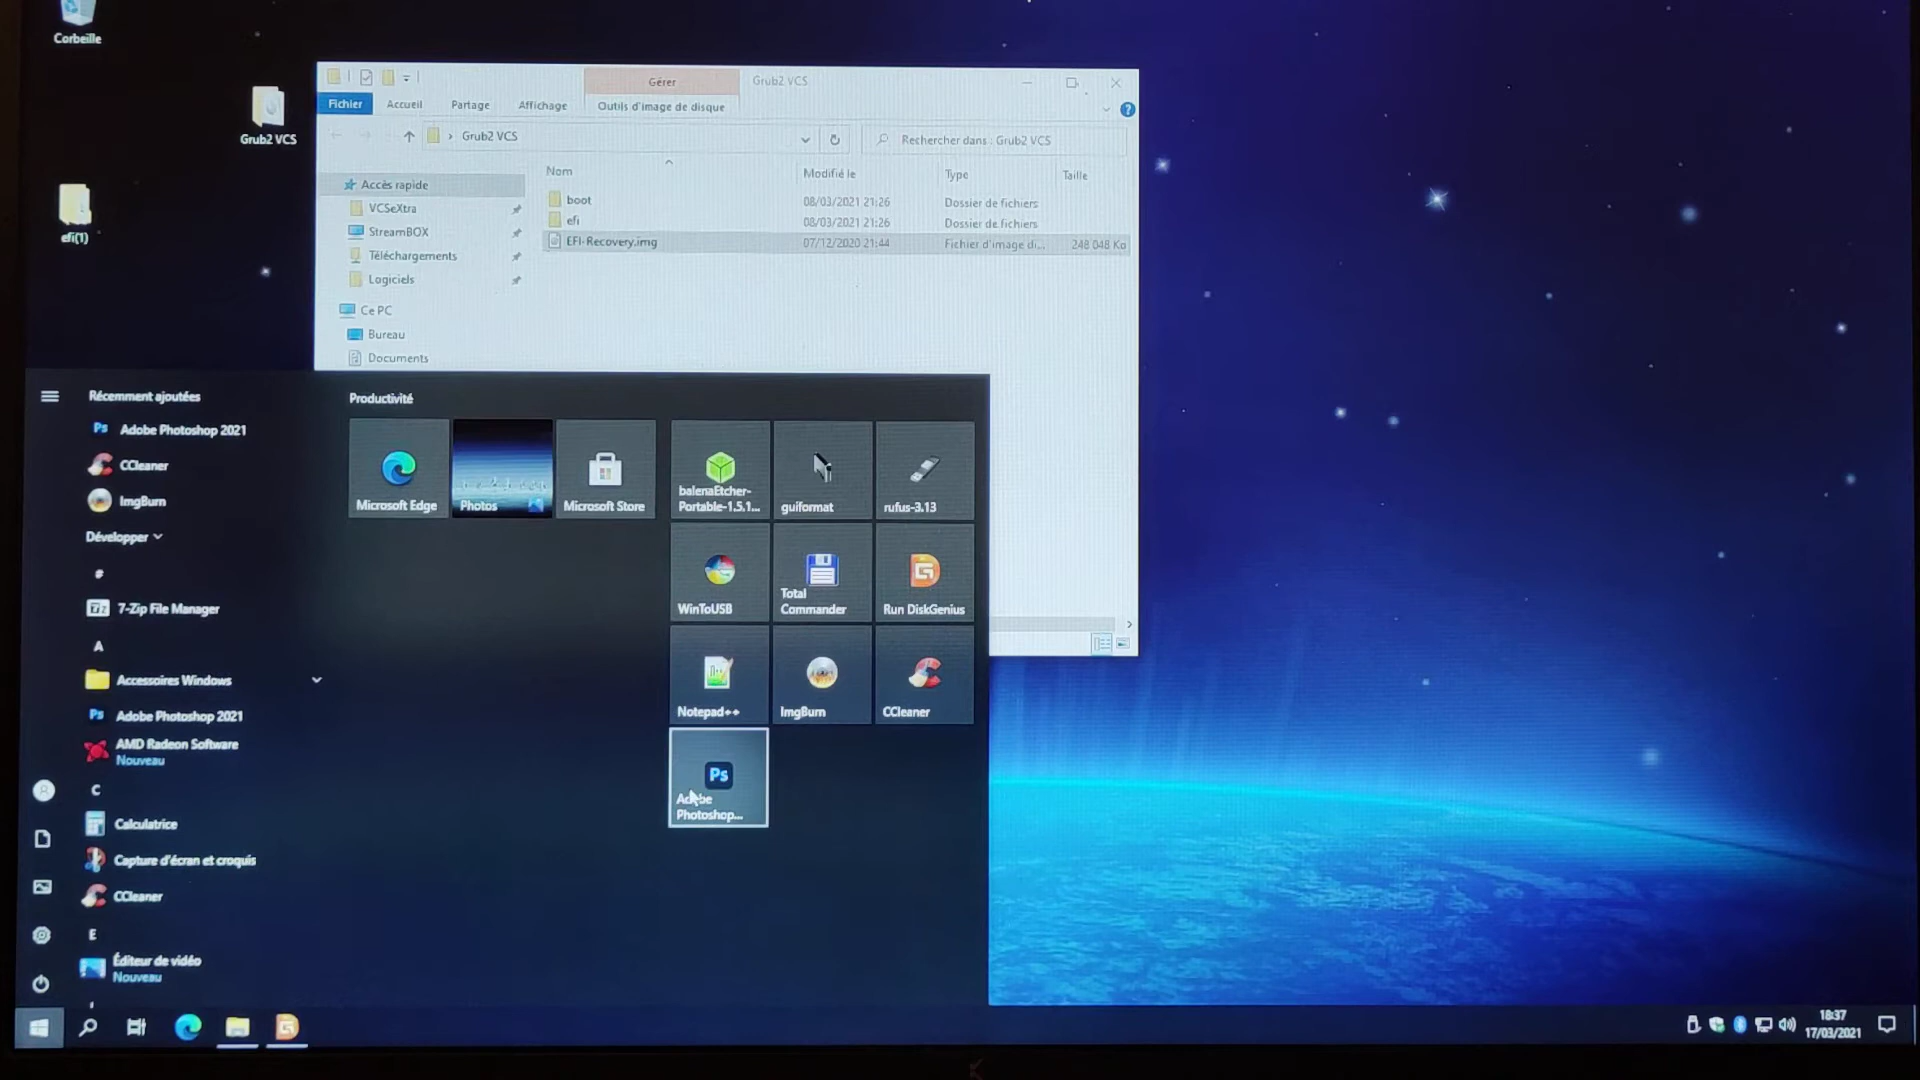 Corbeille
Grub2 VCS
efi(1)
Gérer
Grub2 VCS
Fichier
Accueil
Partage
Affichage
Outils d'image de disque
Grub2 VCS
Rechercher dans : Grub2 VCS
Nom
Modifié le
Type
Taille
boot
08/03/2021 21:26
Dossier de fichiers
efi
08/03/2021 21:26
Dossier de fichiers
EFI-Recovery.img
07/12/2020 21:44
Fichier d'image di...
248 048 Ko
Accès rapide
VCSeXtra
StreamBOX
Téléchargements
Logiciels
Ce PC
Bureau
Documents
Récemment ajoutées
Ps Adobe Photoshop 2021
CCleaner
ImgBurn
Développer
#
7z 7-Zip File Manager
A
Accessoires Windows
Ps Adobe Photoshop 2021
AMD Radeon Software
Nouveau
C
Calculatrice
Capture d'écran et croquis
CCleaner
E
Éditeur de vidéo
Nouveau
Productivité
Microsoft Edge
Photos
Microsoft Store
balenaEtcher-
Portable-1.5.1...
guiformat
rufus-3.13
WinToUSB
Total
Commander
Run DiskGenius
Notepad++
ImgBurn
CCleaner
Ps
Adobe
Photoshop...
18:37
17/03/2021